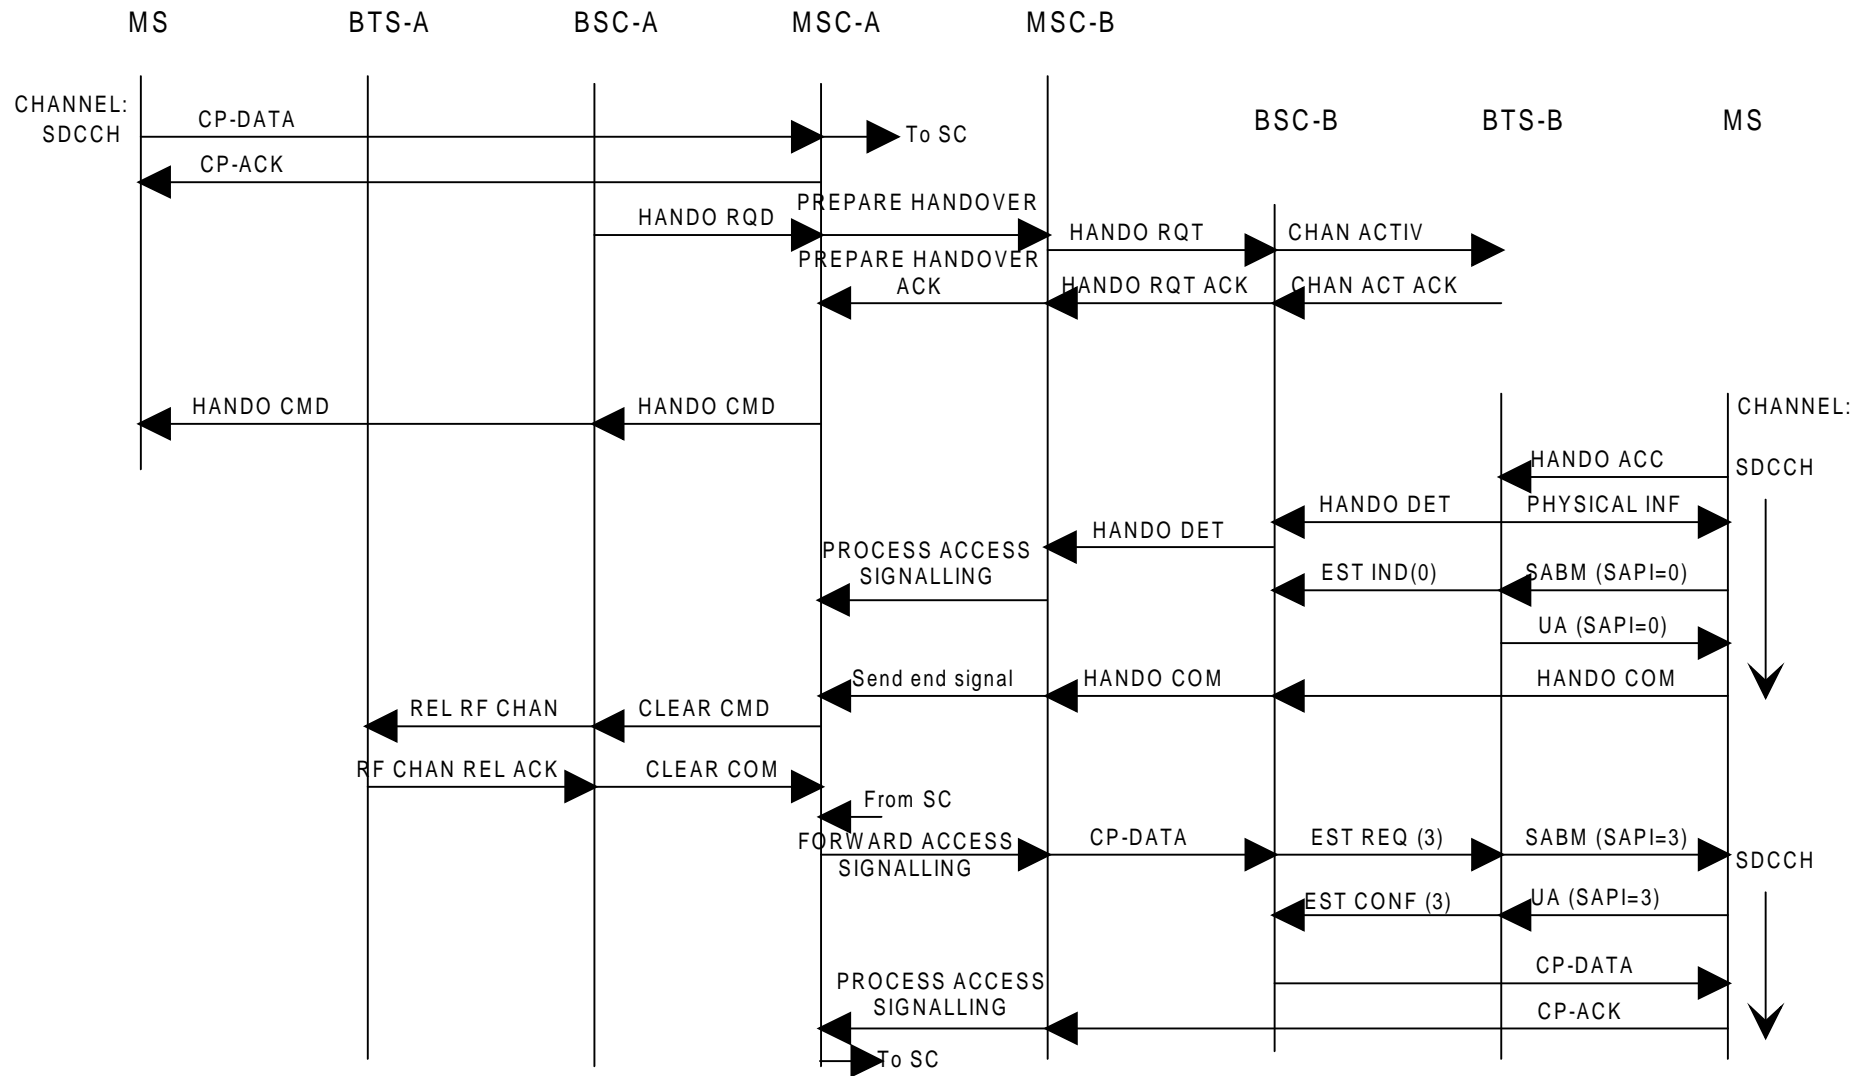 MS BTS-A BSC-A MSC-A MSC-B
CHANNEL:
SDCCH
CP-DATA
To SC
BSC-B BTS-B MS
CP-ACK
PREPARE HANDOVER
HANDO RQD
HANDO RQT
CHAN ACTIV
PREPARE HANDOVER
ACK
HANDO RQT ACK
CHAN ACT ACK
HANDO CMD
HANDO CMD
CHANNEL:
HANDO ACC
SDCCH
HANDO DET
PHYSICAL INF
HANDO DET
PROCESS ACCESS
SIGNALLING
EST IND(0)
SABM (SAPI=0)
UA (SAPI=0)
Send end signal
HANDO COM
HANDO COM
REL RF CHAN
CLEAR CMD
RF CHAN REL ACK
CLEAR COM
From SC
FORWARD ACCESS
SIGNALLING
CP-DATA
EST REQ (3)
SABM (SAPI=3)
SDCCH
EST CONF (3)
UA (SAPI=3)
CP-DATA
PROCESS ACCESS
SIGNALLING
CP-ACK
To SC